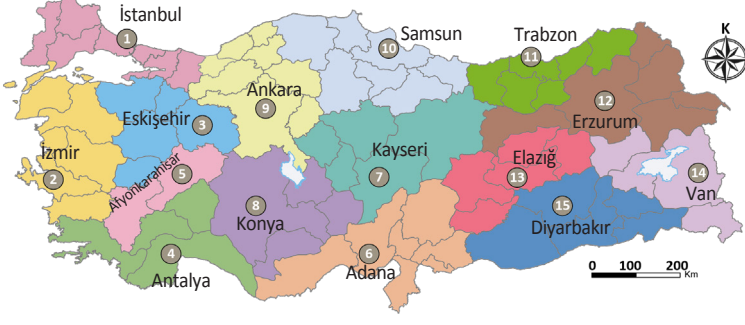 İstanbul
1
Samsun
10
Trabzon
11
K
Ankara
9
Eskişehir
3
12
Erzurum
Izmir
2
Afyonkarahisar
5
Kayseri
7
Elazığ
13
14
Van
8
Konya
15
Diyarbakır
4
Antalya
6
Adana
0 100 200
Km